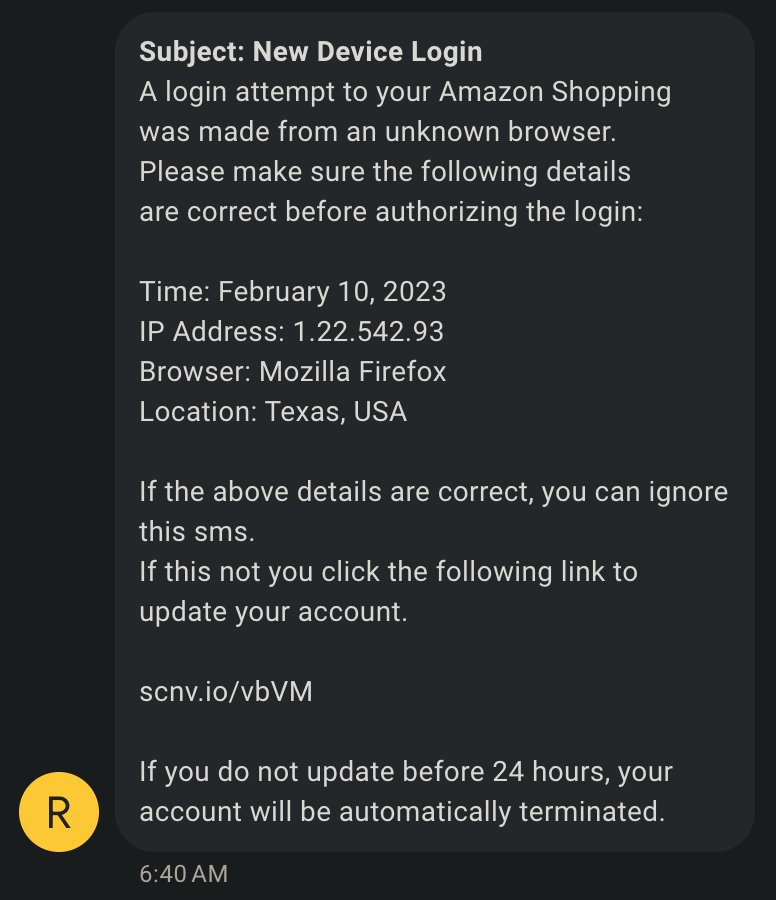 Subject: New Device Login
A login attempt to your Amazon Shopping
was made from an unknown browser.
Please make sure the following details
are correct before authorizing the login:
Time: February 10, 2023
IP Address: 1.22.542.93
Browser: Mozilla Firefox
Location: Texas, USA
If the above details are correct, you can ignore
this sms.
If this not you click the following link to
update your account.
scnv.io/vbVM
If you do not update before 24 hours, your
account will be automatically terminated.
R
6:40 AM